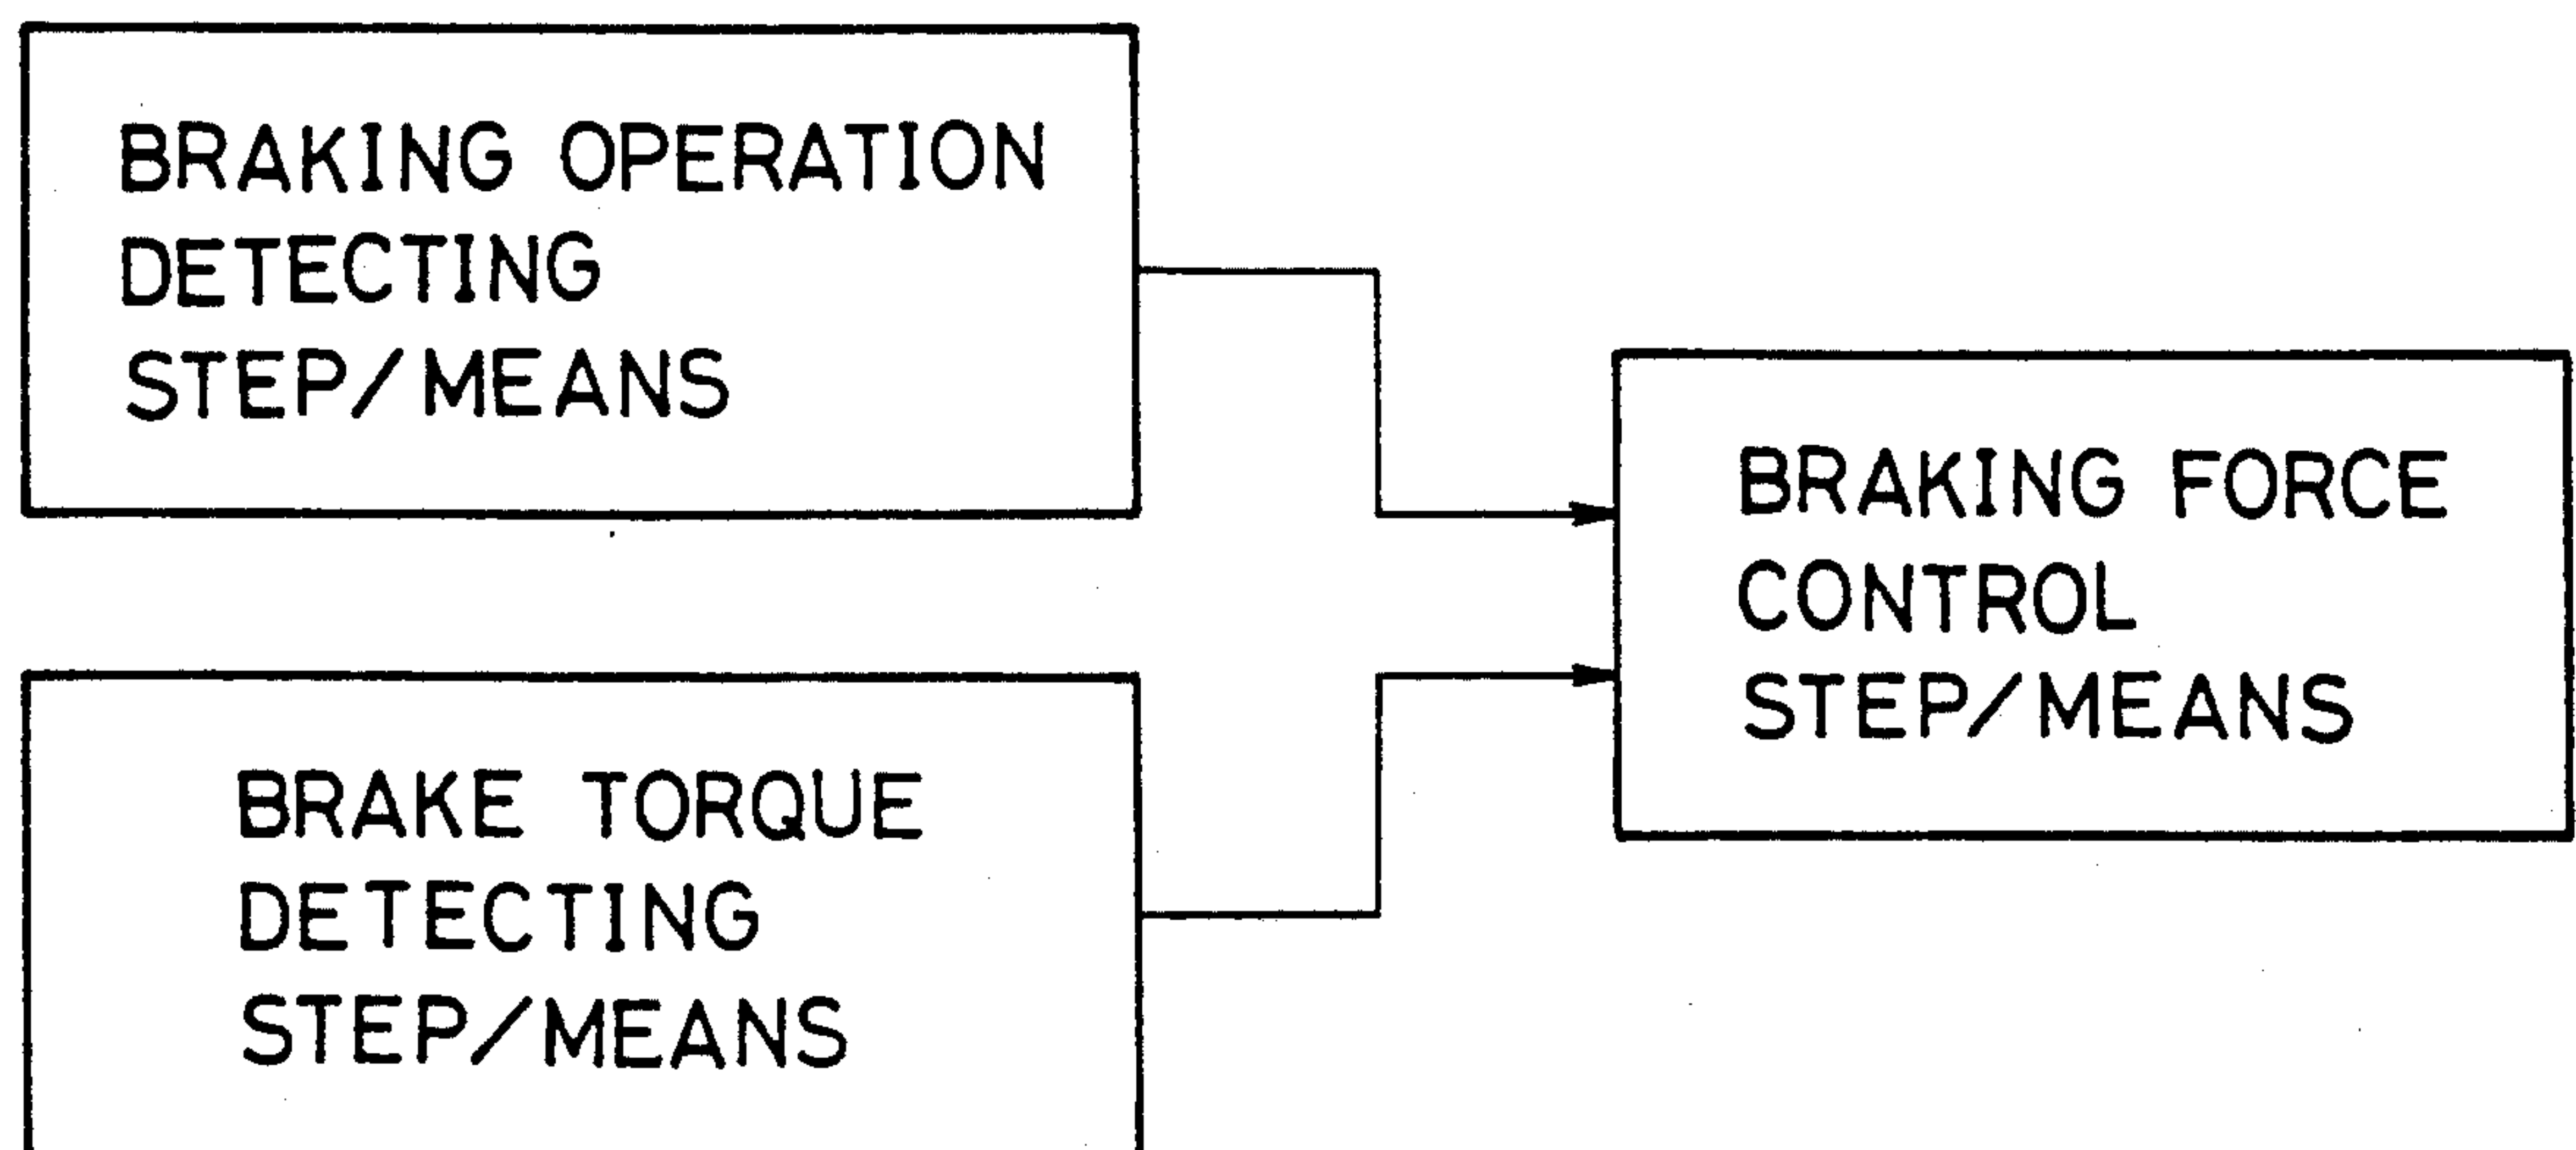 BRAKING OPERATION
DETECTING
STEP/MEANS
BRAKE TORQUE
DETECTING
STEP/MEANS
BRAKING FORCE
CONTROL
STEP/MEANS